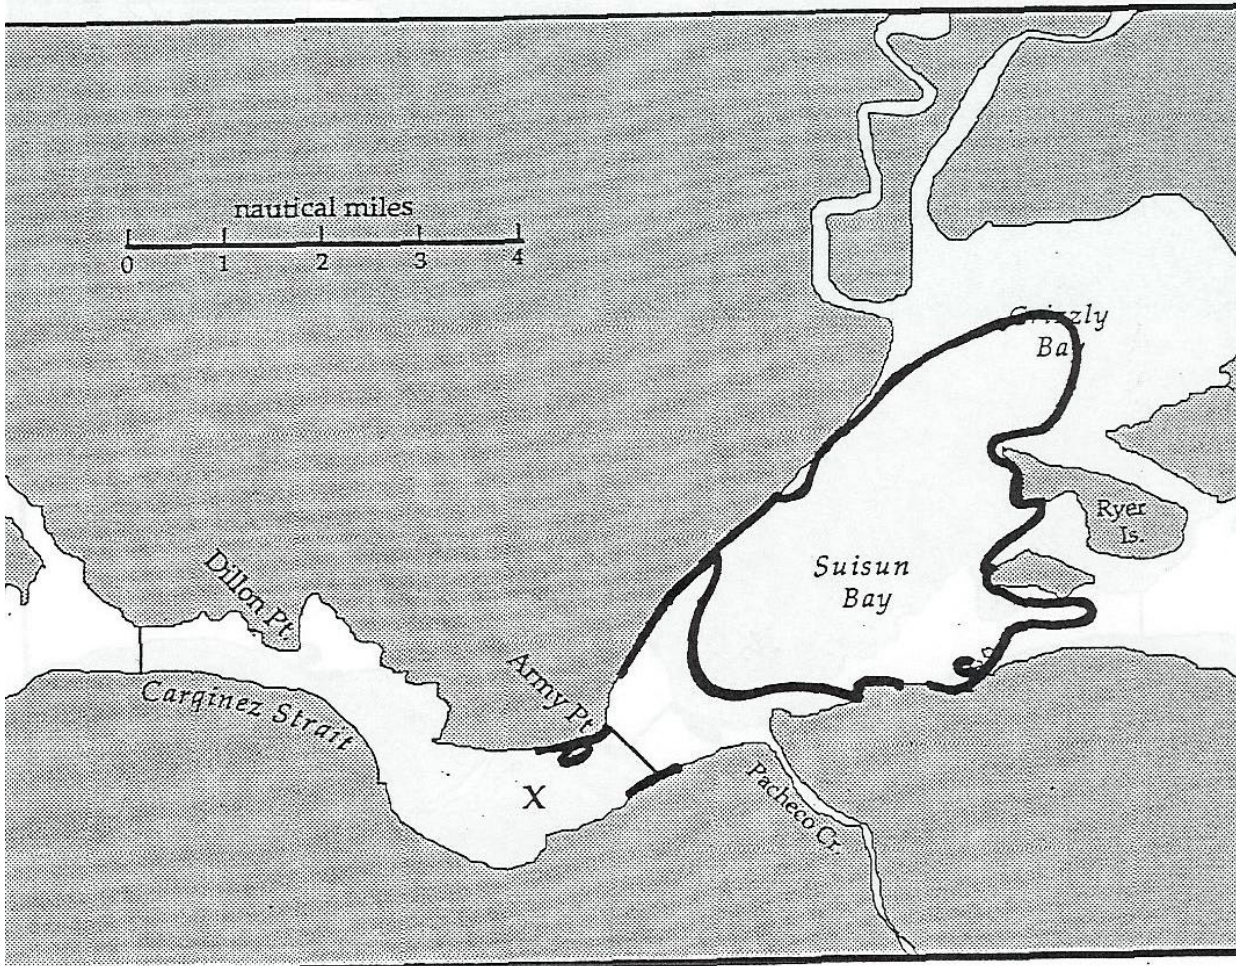 nautical miles
0 1 2 3 4
Grizzly
Bay
Ryer
Is.
Suisun
Bay
Dillon Pt.
Army Pt.
Carqinez Strait
X
Pacheco Cr.